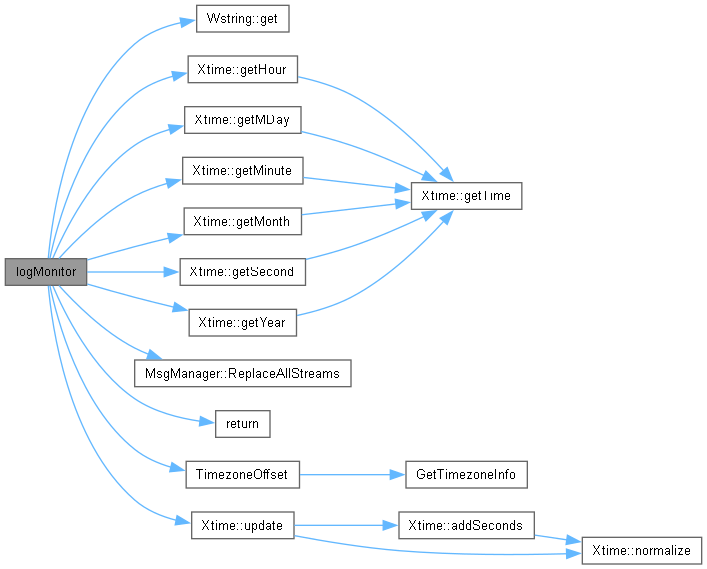 Wstring::get
Xtime::getHour
Xtime::getMDay
Xtime::getMinute
Xtime::getTime
Xtime::getMonth
logMonitor
Xtime::getSecond
Xtime::getYear
MsgManager::ReplaceAllStreams
return
TimezoneOffset
GetTimezoneInfo
Xtime::update
Xtime::addSeconds
Xtime::normalize